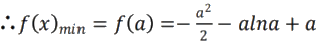 ∴f(x)ₘᵢₙ = f(a) =−a²/2 − alna + a